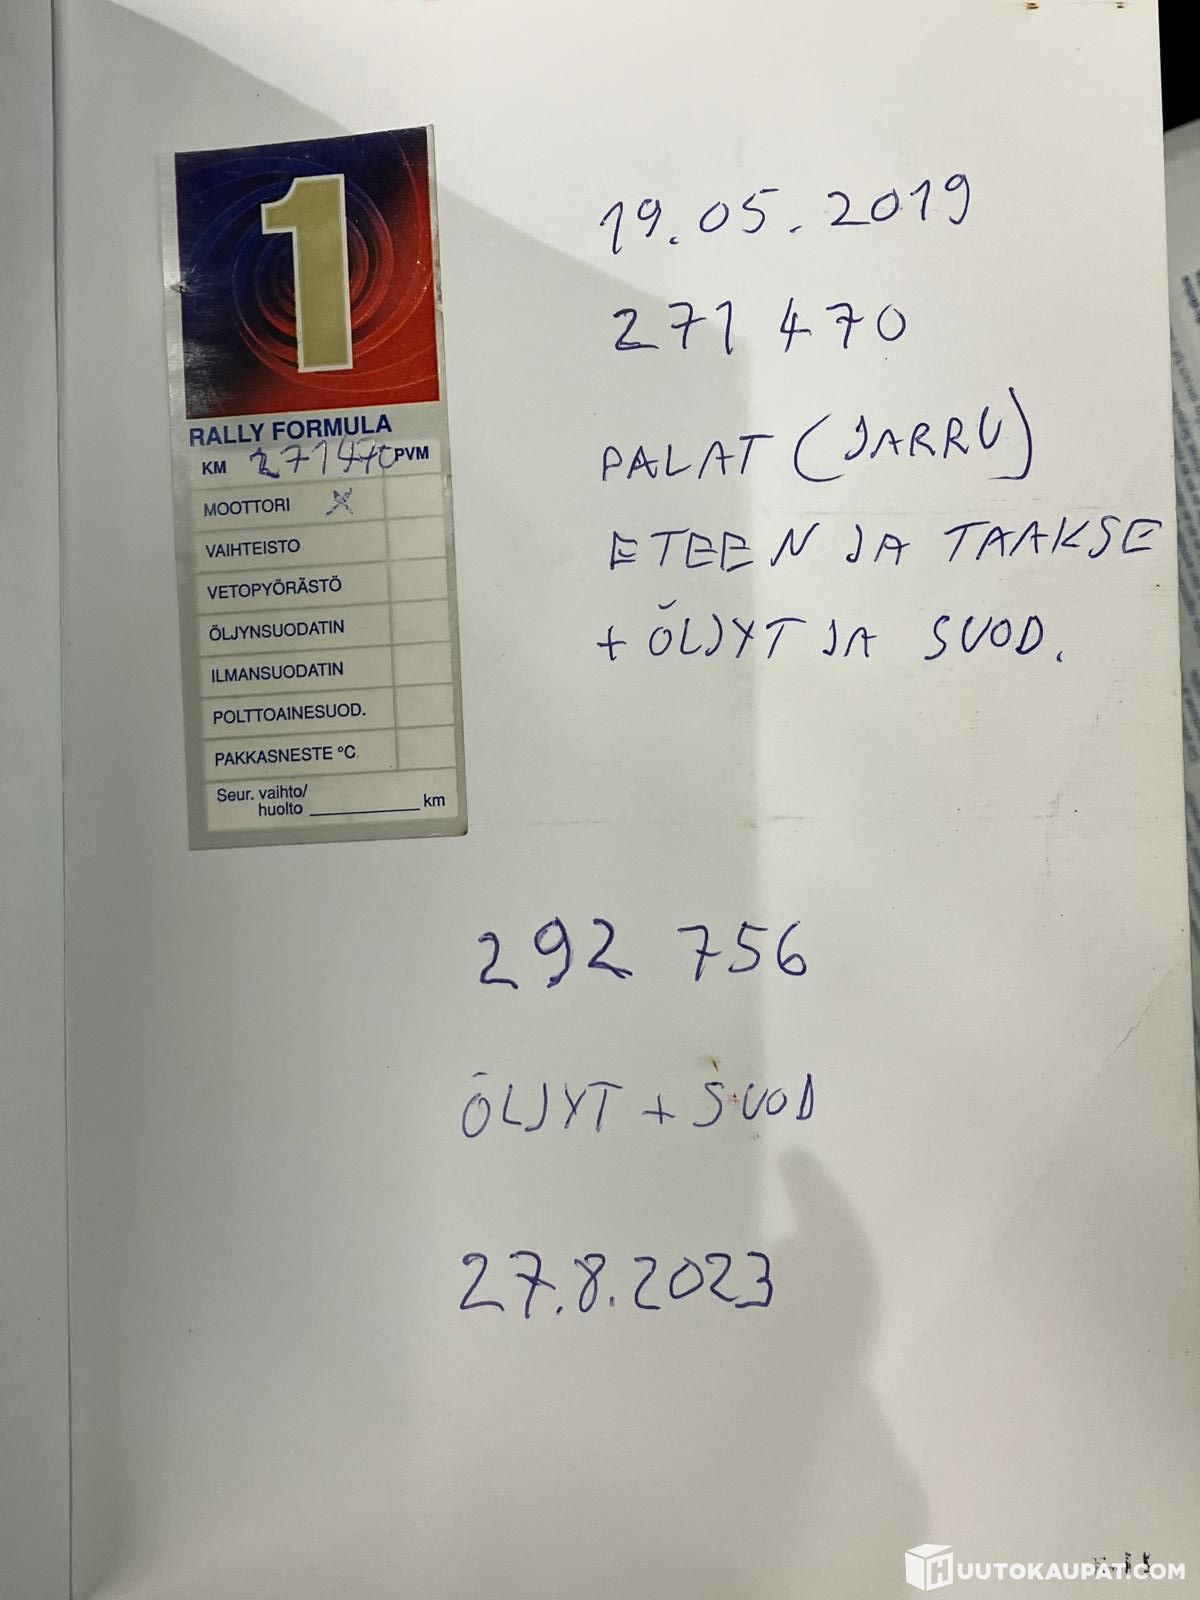 1
RALLY FORMULA
KM 271470 PVM
MOOTTORI X
VAIHTEISTO
VETOPYÖRÄSTÖ
ÖLJYNSUODATIN
ILMANSUODATIN
POLTTOAINESUOD.
PAKKASNESTE °C
Seur. vaihto/
huolto __________ km
19.05.2019
271 470
PALAT (JARRU)
ETEEN JA TAAKSE
+ ÖLJYT JA SUOD.
292 756
ÖLJYT + SUOD
27.8.2023
HUUTOKAUPAT.COM